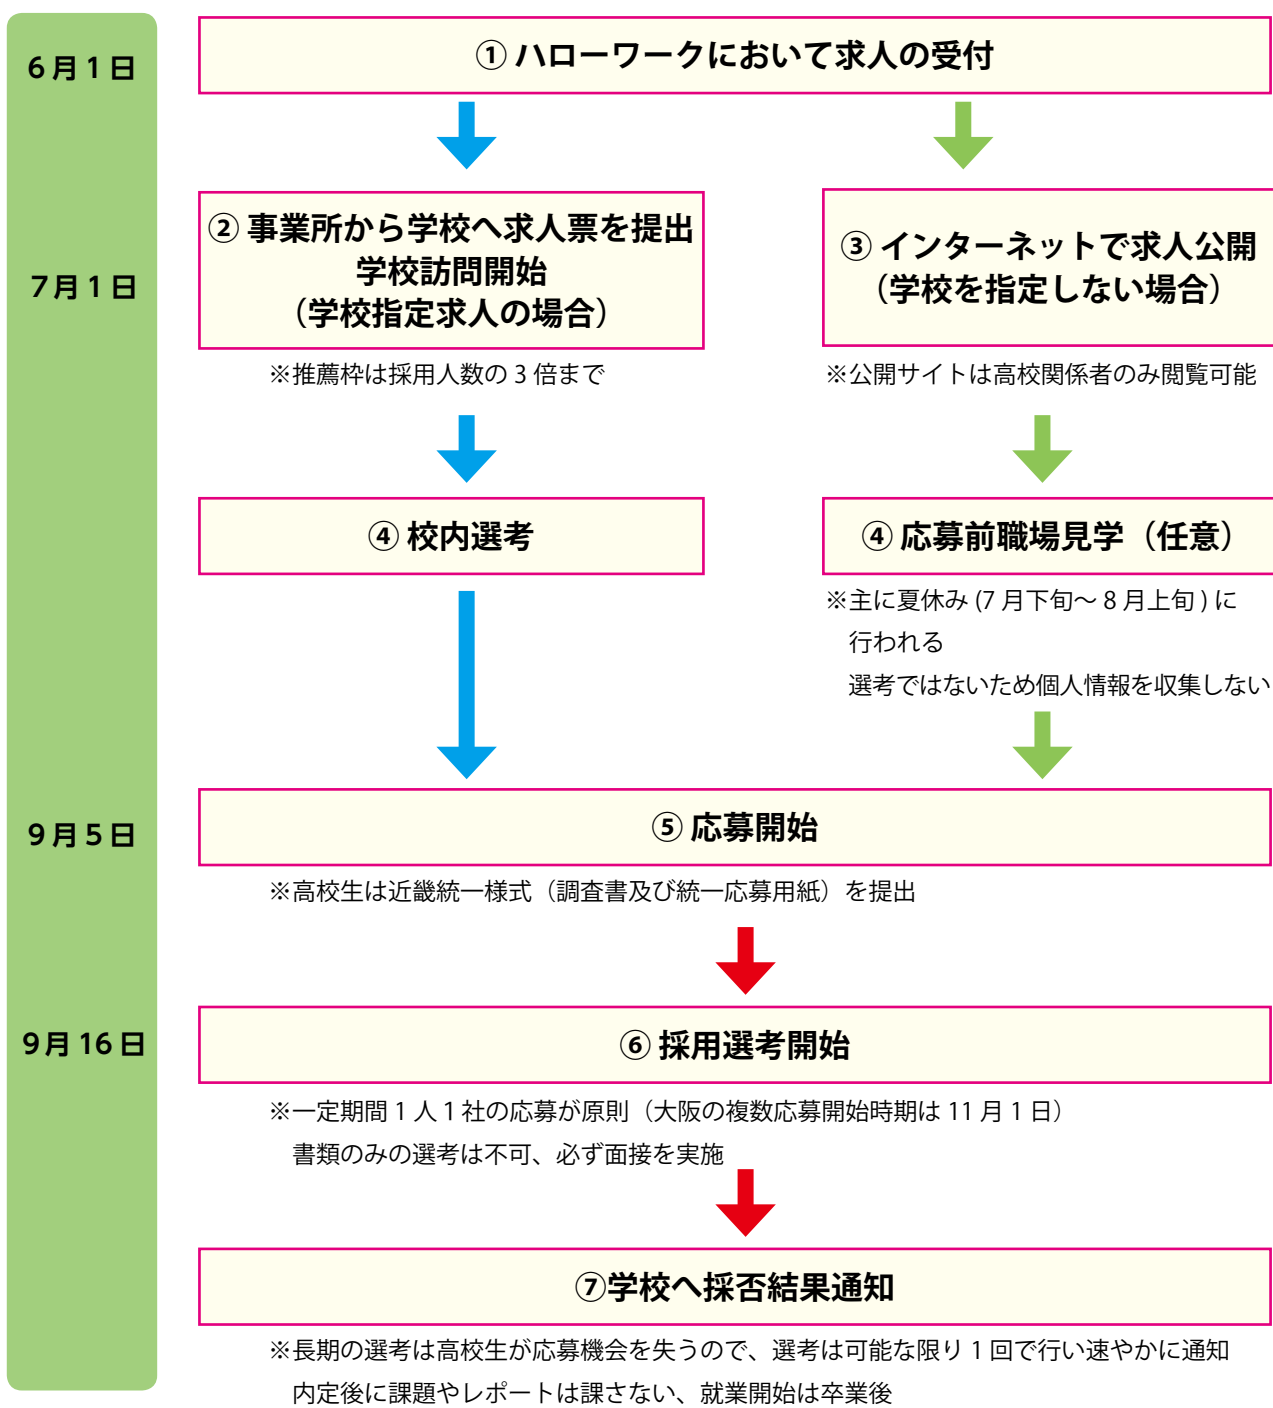 6月1日
① ハローワークにおいて求人の受付
7月1日
② 事業所から学校へ求人票を提出
学校訪問開始
（学校指定求人の場合）
※推薦枠は採用人数の 3 倍まで
③ インターネットで求人公開
（学校を指定しない場合）
※公開サイトは高校関係者のみ閲覧可能
④ 校内選考
④ 応募前職場見学（任意）
※主に夏休み (7 月下旬～ 8 月上旬 ) に
行われる
選考ではないため個人情報を収集しない
9月5日
⑤ 応募開始
※高校生は近畿統一様式（調査書及び統一応募用紙）を提出
9月16日
⑥ 採用選考開始
※一定期間 1 人 1 社の応募が原則（大阪の複数応募開始時期は 11 月 1 日）
書類のみの選考は不可、必ず面接を実施
⑦学校へ採否結果通知
※長期の選考は高校生が応募機会を失うので、選考は可能な限り 1 回で行い速やかに通知
内定後に課題やレポートは課さない、就業開始は卒業後